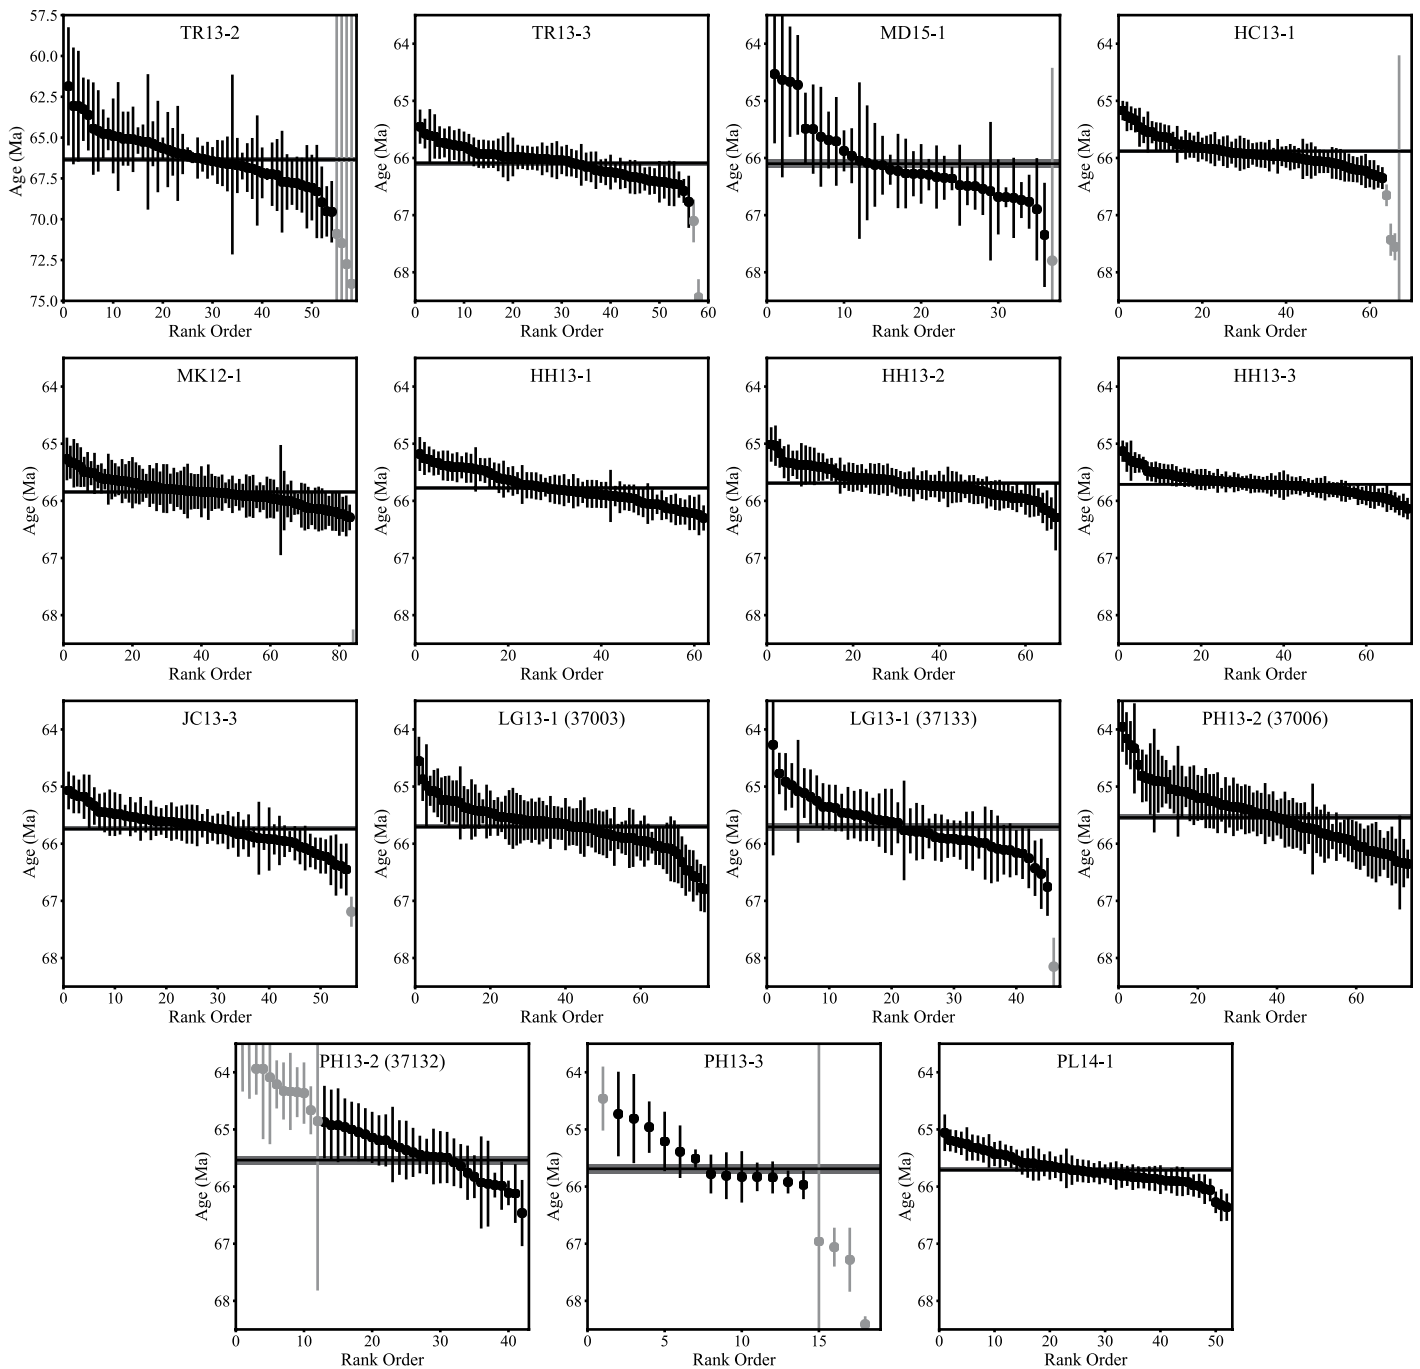 TR13-2
57.5
60.0
62.5
65.0
67.5
70.0
72.5
75.0
Age (Ma)
0 10 20 30 40 50
Rank Order
TR13-3
64
65
66
67
68
Age (Ma)
0 10 20 30 40 50 60
Rank Order
MD15-1
64
65
66
67
68
Age (Ma)
0 10 20 30
Rank Order
HC13-1
64
65
66
67
68
Age (Ma)
0 20 40 60
Rank Order
MK12-1
64
65
66
67
68
Age (Ma)
0 20 40 60 80
Rank Order
HH13-1
64
65
66
67
68
Age (Ma)
0 20 40 60
Rank Order
HH13-2
64
65
66
67
68
Age (Ma)
0 20 40 60
Rank Order
HH13-3
64
65
66
67
68
Age (Ma)
0 20 40 60
Rank Order
JC13-3
64
65
66
67
68
Age (Ma)
0 10 20 30 40 50
Rank Order
LG13-1 (37003)
64
65
66
67
68
Age (Ma)
0 20 40 60
Rank Order
LG13-1 (37133)
64
65
66
67
68
Age (Ma)
0 10 20 30 40
Rank Order
PH13-2 (37006)
64
65
66
67
68
Age (Ma)
0 20 40 60
Rank Order
PH13-2 (37132)
64
65
66
67
68
Age (Ma)
0 10 20 30 40
Rank Order
PH13-3
64
65
66
67
68
Age (Ma)
0 5 10 15
Rank Order
PL14-1
64
65
66
67
68
Age (Ma)
0 10 20 30 40 50
Rank Order